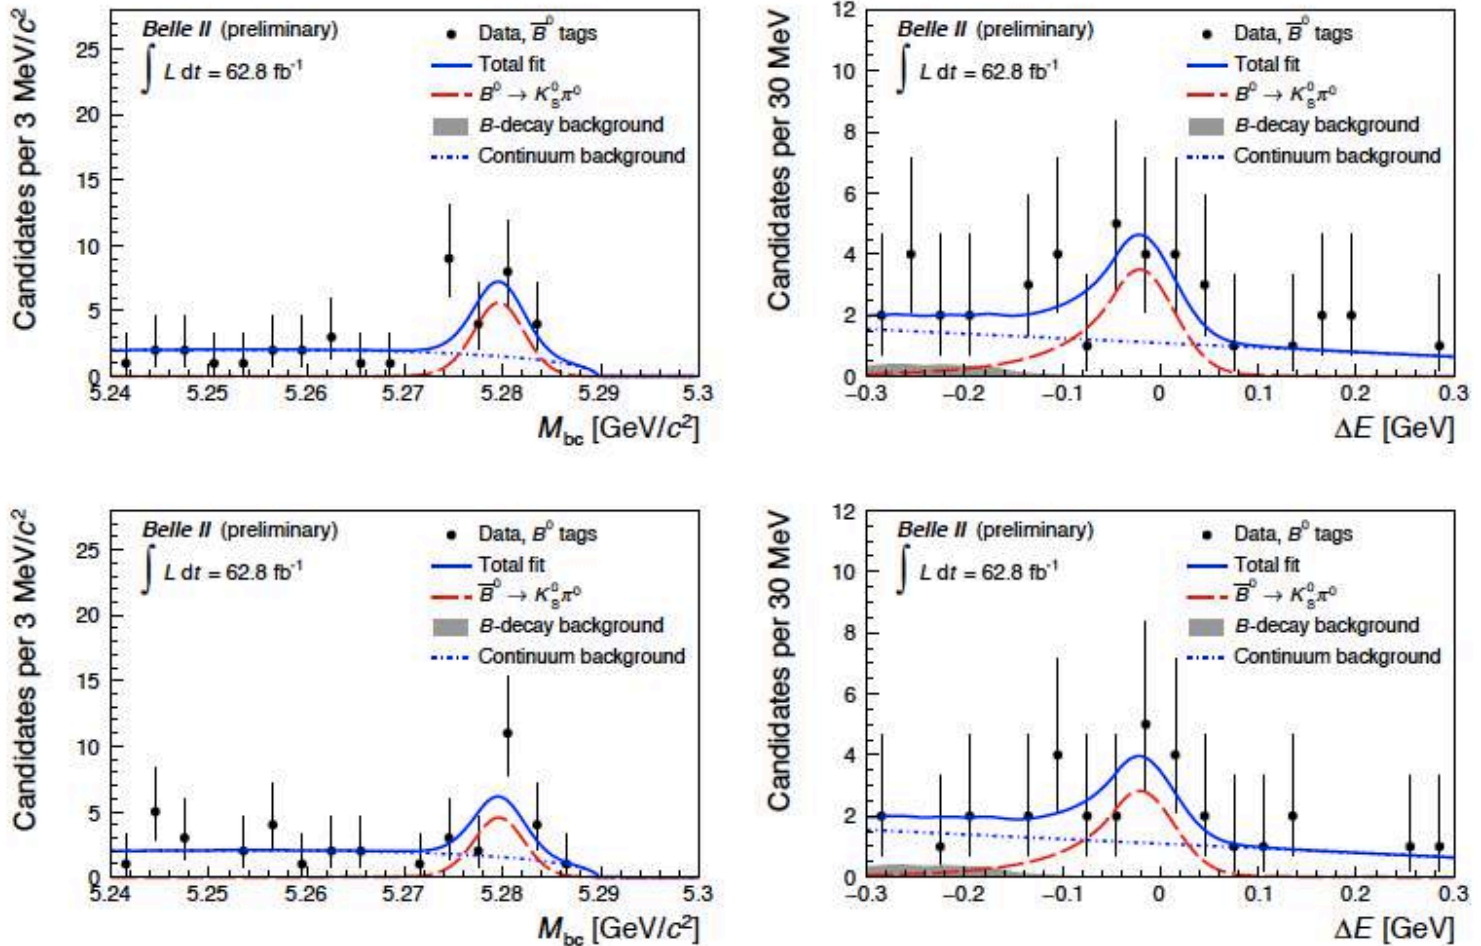 Candidates per 3 MeV/c²
25
20
15
10
5
0
Belle II (preliminary)
∫ L dt = 62.8 fb⁻¹
Data, B̅⁰ tags
Total fit
B⁰ → K⁰_S π⁰
B-decay background
Continuum background
5.24 5.25 5.26 5.27 5.28 5.29 5.3
M_bc [GeV/c²]
Candidates per 30 MeV
12
10
8
6
4
2
0
Belle II (preliminary)
∫ L dt = 62.8 fb⁻¹
Data, B̅⁰ tags
Total fit
B⁰ → K⁰_S π⁰
B-decay background
Continuum background
−0.3 −0.2 −0.1 0 0.1 0.2 0.3
ΔE [GeV]
Candidates per 3 MeV/c²
25
20
15
10
5
0
Belle II (preliminary)
∫ L dt = 62.8 fb⁻¹
Data, B⁰ tags
Total fit
B̅⁰ → K⁰_S π⁰
B-decay background
Continuum background
5.24 5.25 5.26 5.27 5.28 5.29 5.3
M_bc [GeV/c²]
Candidates per 30 MeV
12
10
8
6
4
2
0
Belle II (preliminary)
∫ L dt = 62.8 fb⁻¹
Data, B⁰ tags
Total fit
B̅⁰ → K⁰_S π⁰
B-decay background
Continuum background
−0.3 −0.2 −0.1 0 0.1 0.2 0.3
ΔE [GeV]